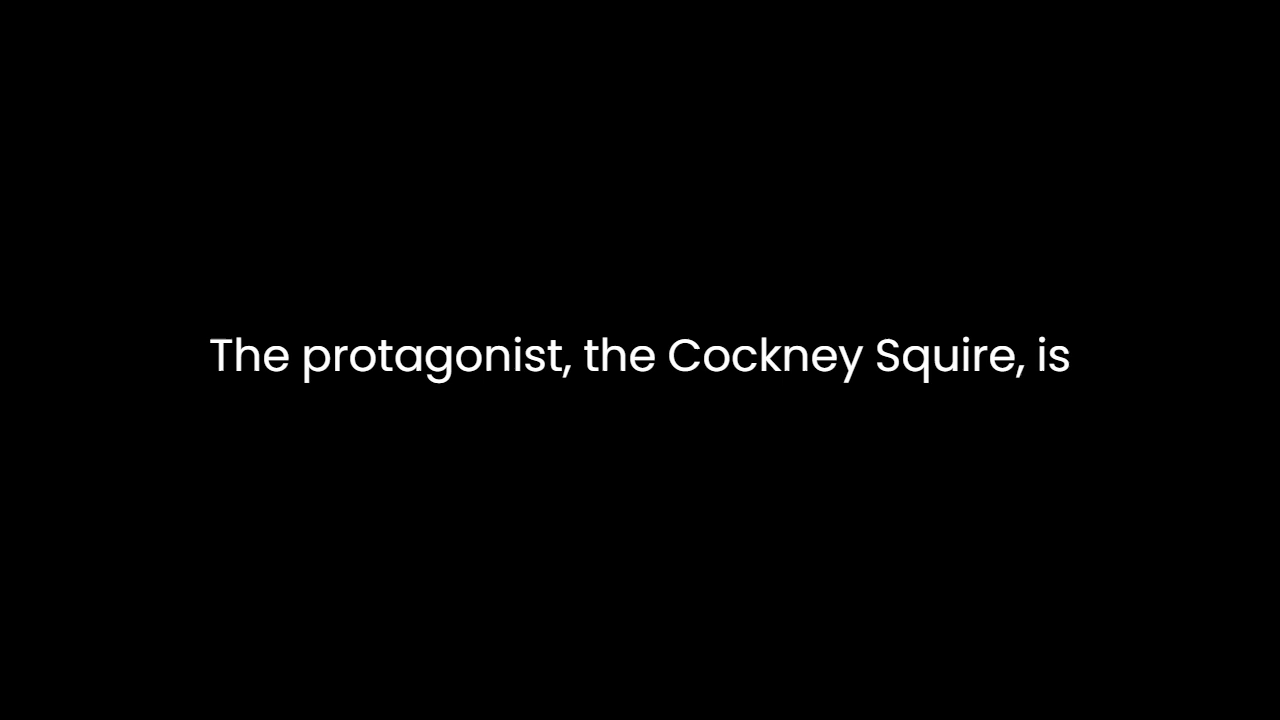 The protagonist, the Cockney Squire, is